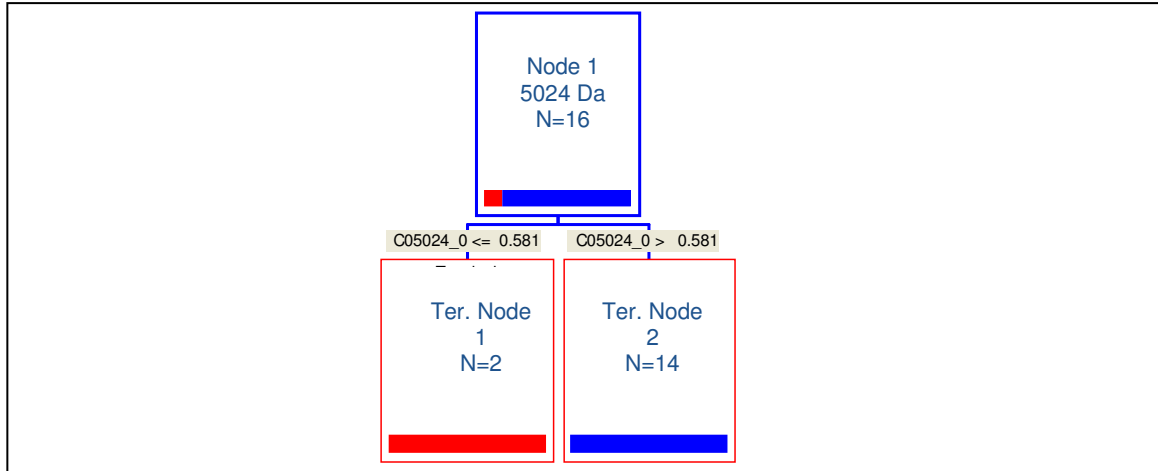 Node 1
5024 Da
N=16
C05024_0 <= 0.581
C05024_0 > 0.581
Ter. Node
1
N=2
Ter. Node
2
N=14